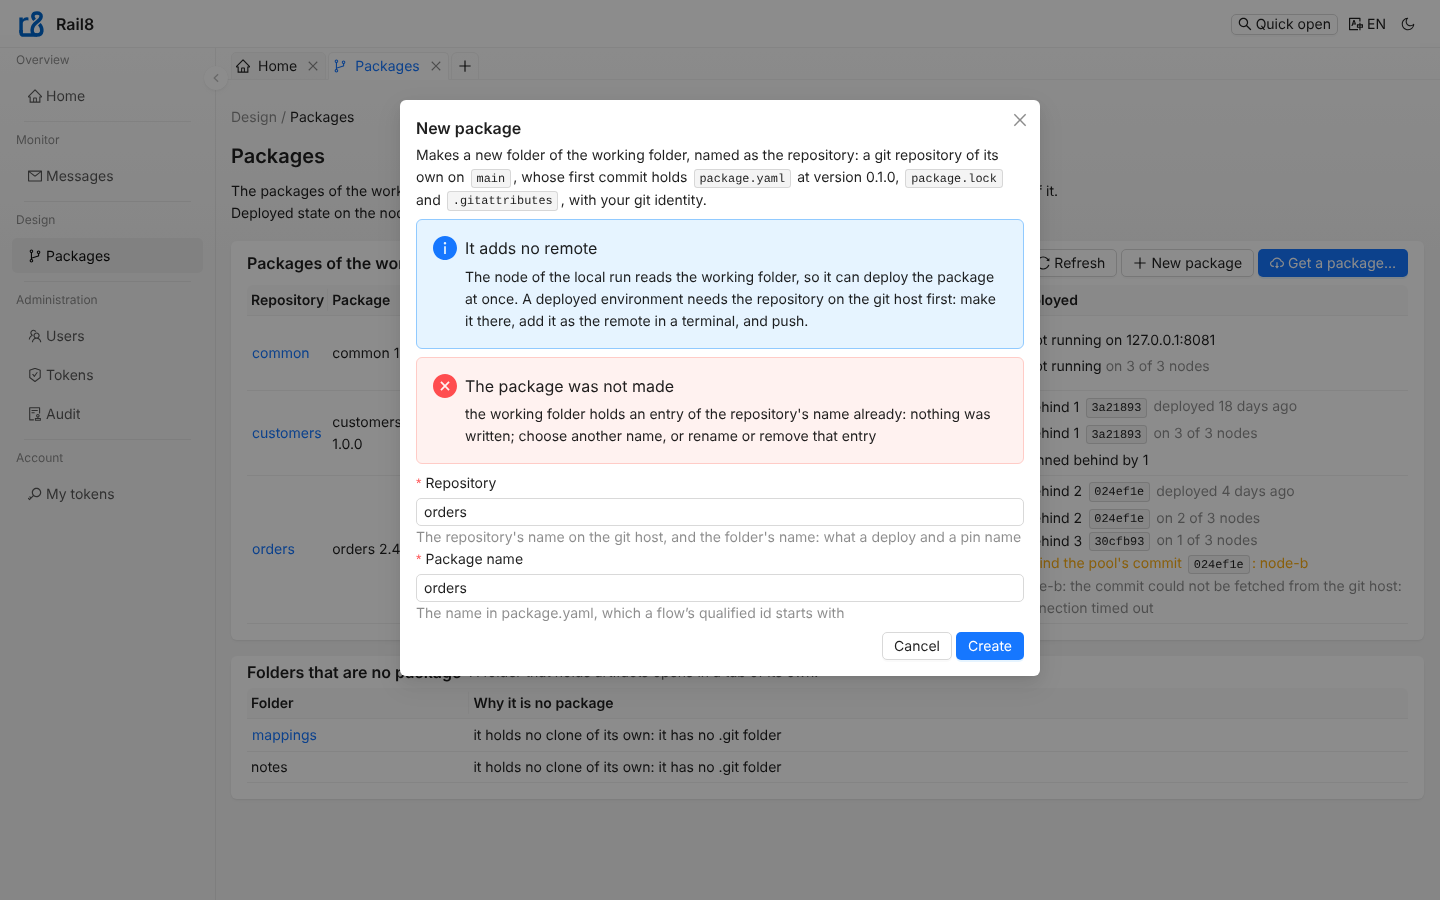 Rail8
Quick open
EN
Overview
Home
Monitor
Messages
Design
Packages
Administration
Users
Tokens
Audit
Account
My tokens
Home
Packages
Design / Packages
Packages
The packages of the work
it.
Deployed state on the nod
Packages of the wor
Refresh
New package
Get a package...
Repository Package
loyed
common
common 1
ot running on 127.0.0.1:8081
ot running on 3 of 3 nodes
customers
customers
1.0.0
hind 1 3a21893 deployed 18 days ago
hind 1 3a21893 on 3 of 3 nodes
nned behind by 1
orders
orders 2.4
hind 2 024ef1e deployed 4 days ago
hind 2 024ef1e on 2 of 3 nodes
hind 3 30cfb93 on 1 of 3 nodes
ind the pool's commit 024ef1e : node-b
e-b: the commit could not be fetched from the git host:
nnection timed out
New package
Makes a new folder of the working folder, named as the repository: a git repository of its
own on main , whose first commit holds package.yaml at version 0.1.0, package.lock
and .gitattributes , with your git identity.
It adds no remote
The node of the local run reads the working folder, so it can deploy the package
at once. A deployed environment needs the repository on the git host first: make
it there, add it as the remote in a terminal, and push.
The package was not made
the working folder holds an entry of the repository's name already: nothing was
written; choose another name, or rename or remove that entry
* Repository
orders
The repository's name on the git host, and the folder's name: what a deploy and a pin name
* Package name
orders
The name in package.yaml, which a flow’s qualified id starts with
Cancel
Create
Folders that are no package
Folder
Why it is no package
mappings
it holds no clone of its own: it has no .git folder
notes
it holds no clone of its own: it has no .git folder